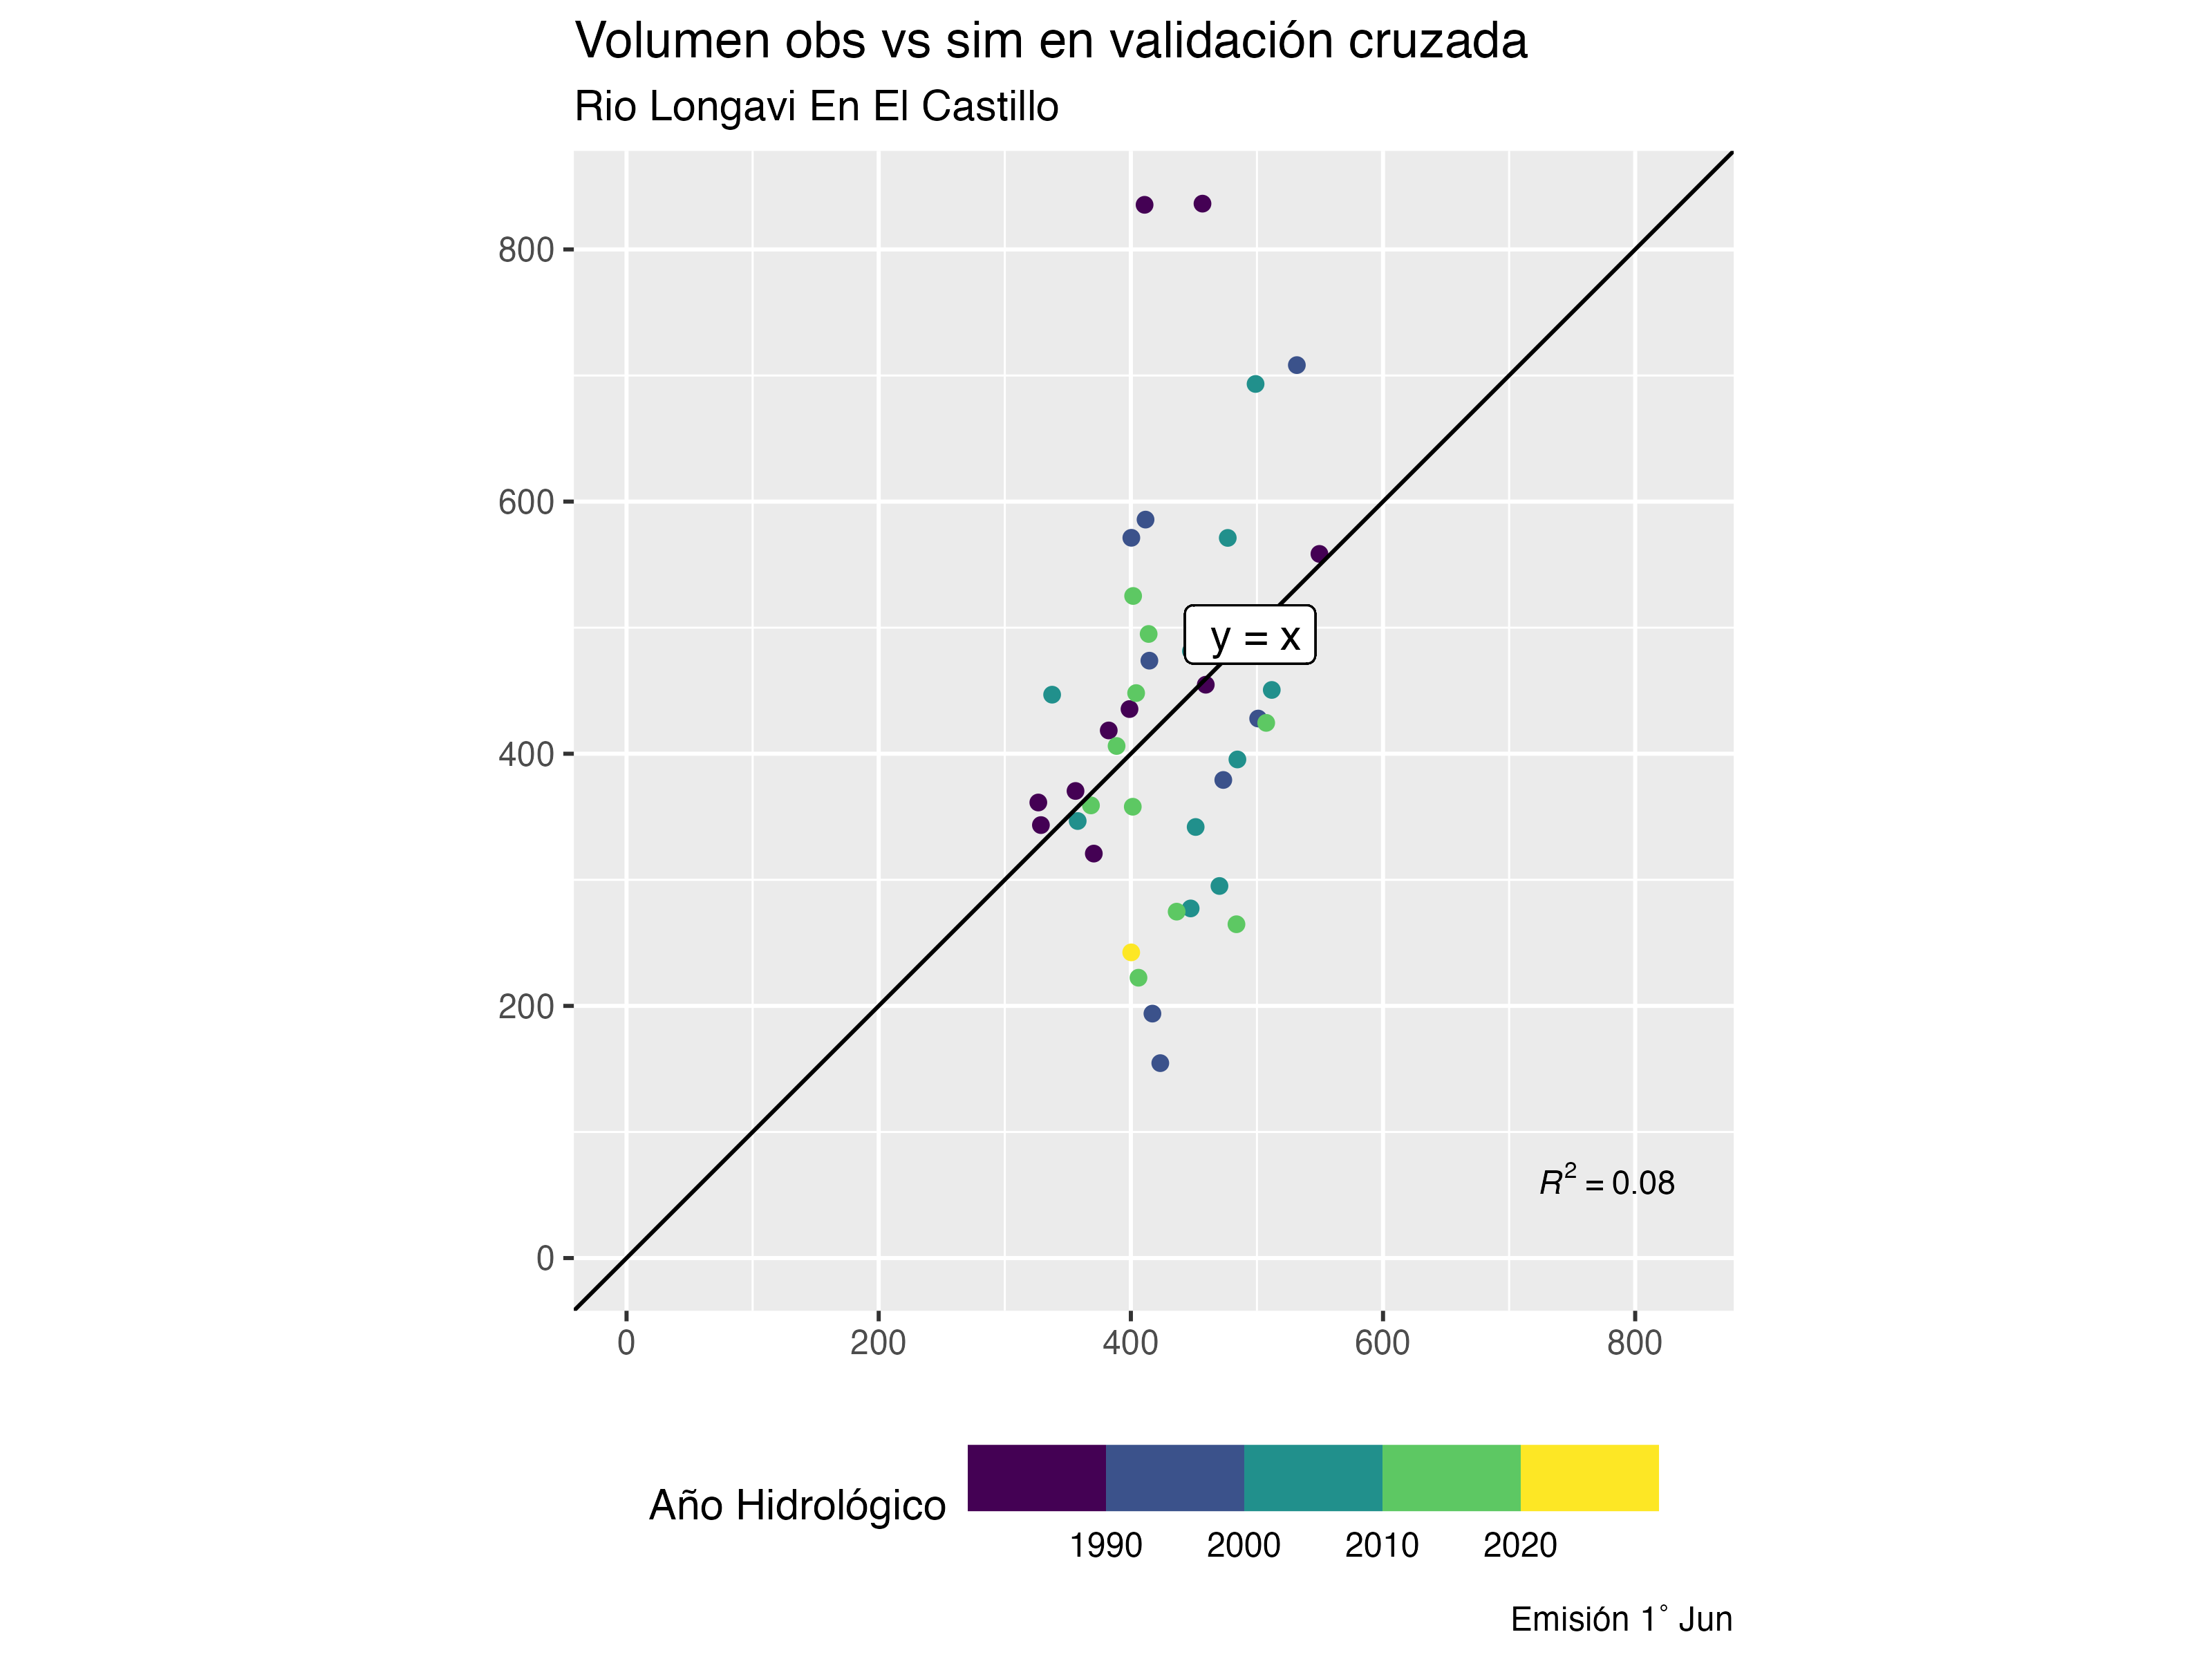 Volumen obs vs sim en validación cruzada
Rio Longavi En El Castillo
800
600
400
200
0
y = x
R² = 0.08
0 200 400 600 800
Año Hidrológico
1990 2000 2010 2020
Emisión 1° Jun